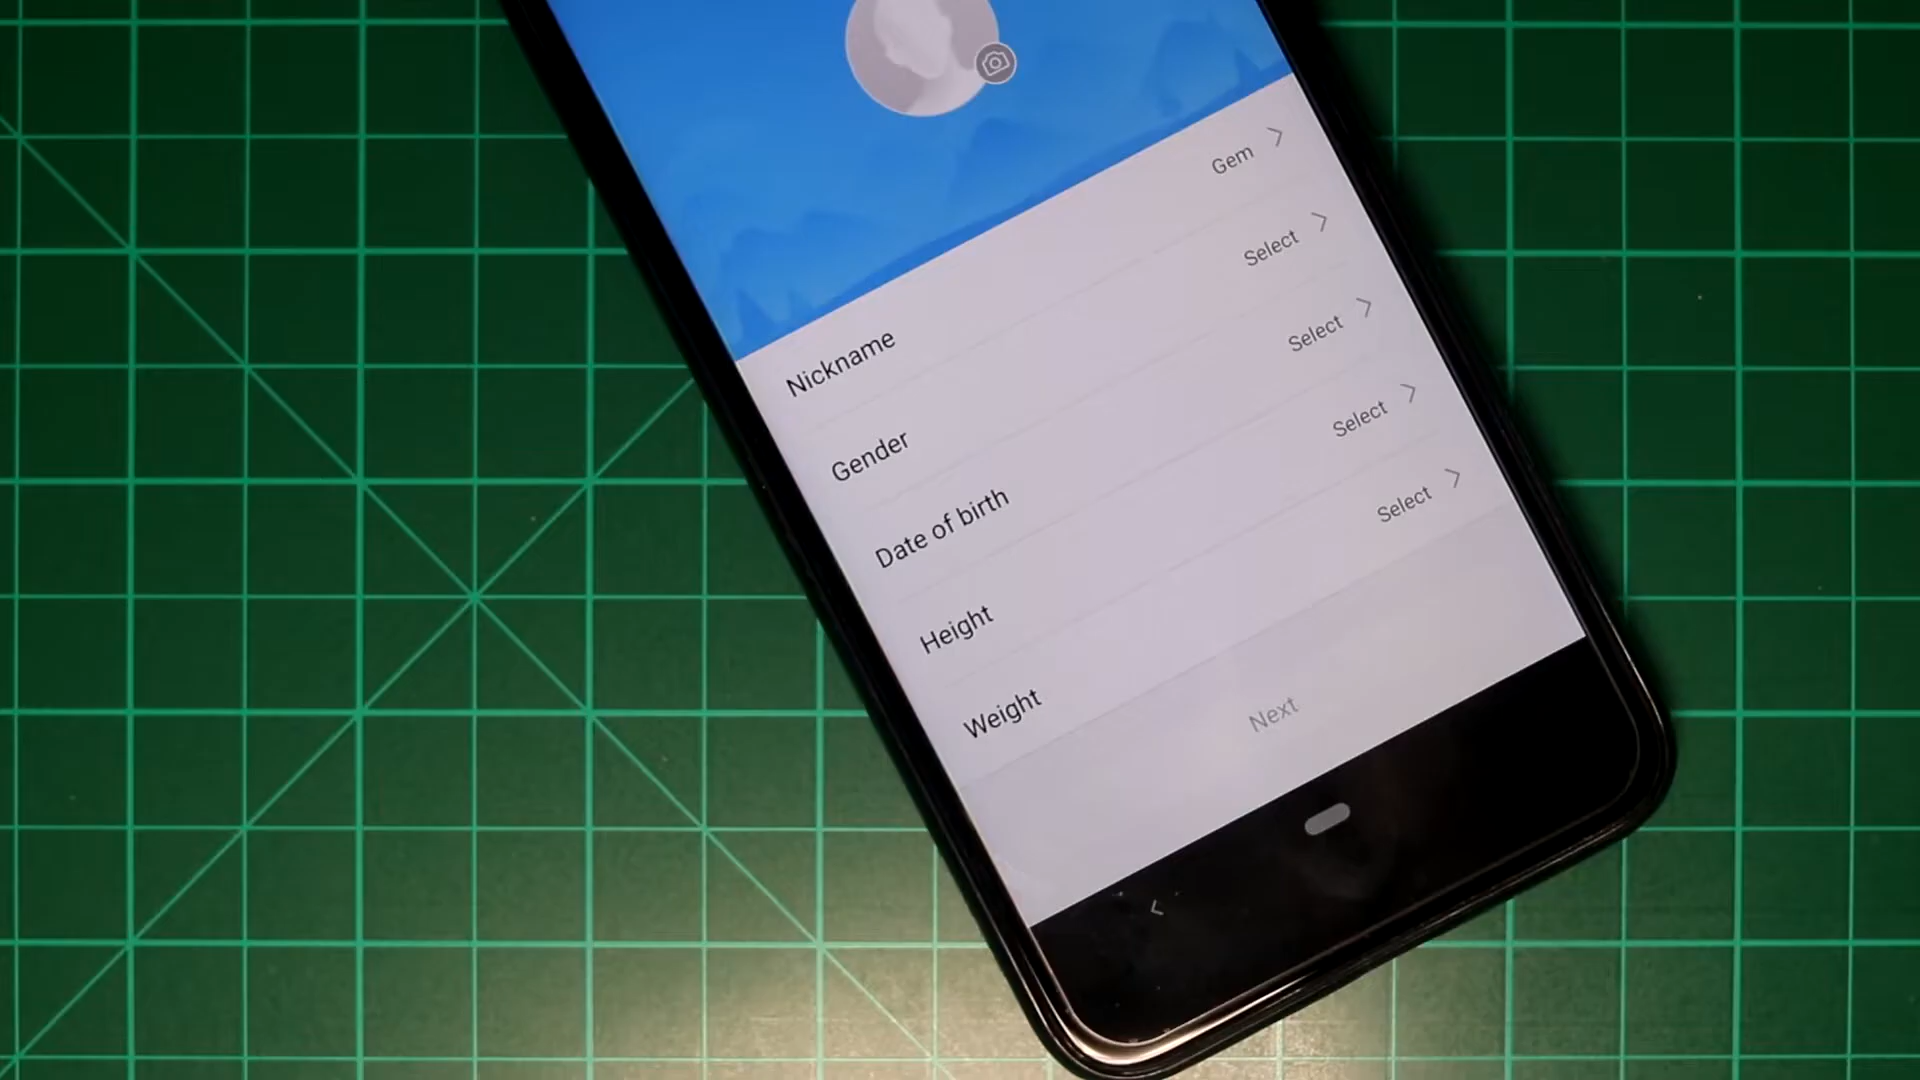 Nickname Gem
Gender Select
Date of birth Select
Height Select
Weight Select
Next